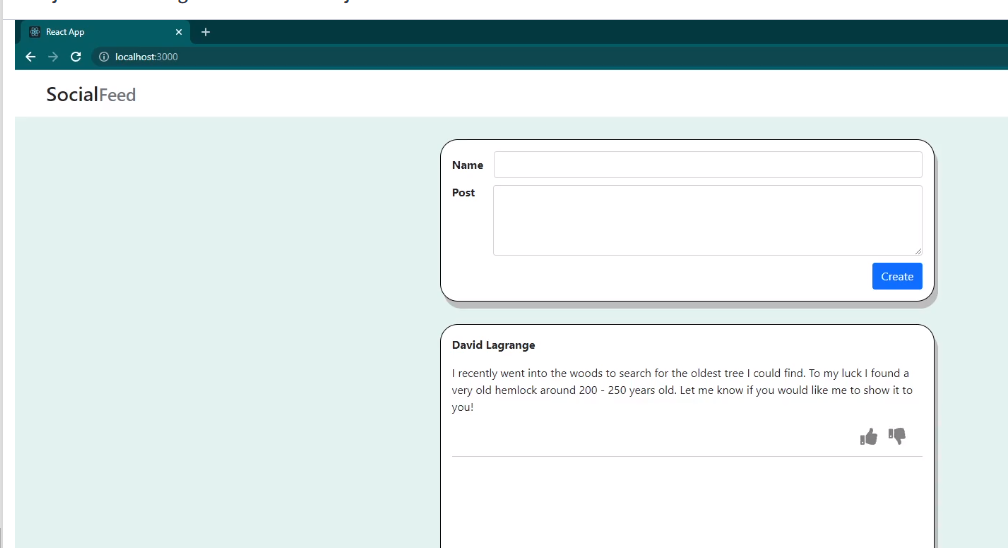 React App
localhost:3000
SocialFeed
Name
Post
Create
David Lagrange
I recently went into the woods to search for the oldest tree I could find. To my luck I found a
very old hemlock around 200 - 250 years old. Let me know if you would like me to show it to
you!